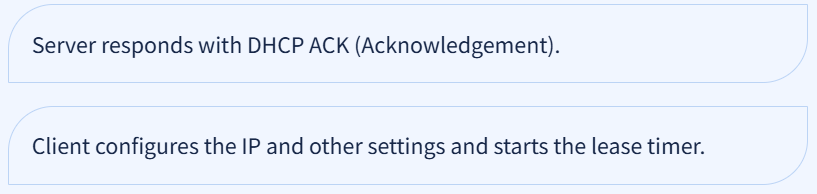 Server responds with DHCP ACK (Acknowledgement).
Client configures the IP and other settings and starts the lease timer.